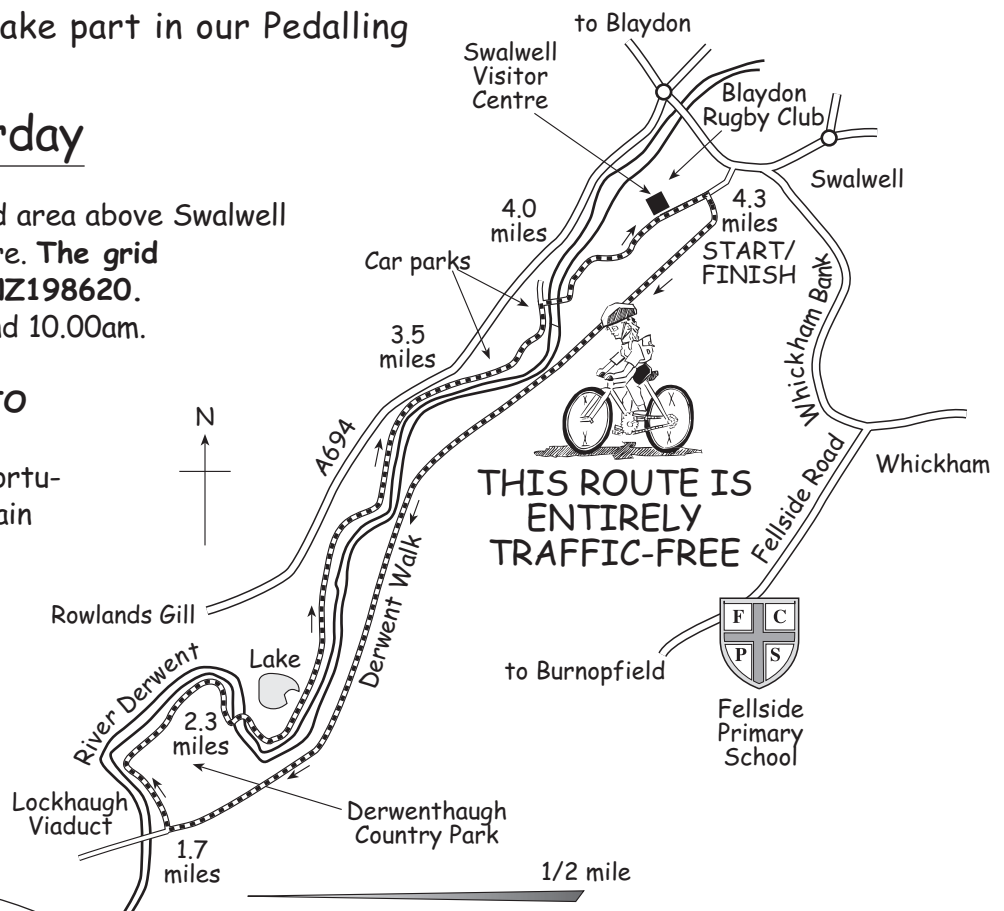 ake part in our Pedalling
rday
d area above Swalwell
re. The grid
NZ198620.
nd 10.00am.
TO
ortu-
ain
to Blaydon
Swalwell
Visitor
Centre
Blaydon
Rugby Club
Swalwell
4.0
miles
4.3
miles
START/
FINISH
Car parks
3.5
miles
Whickham Bank
N
A694
Whickham
THIS ROUTE IS
ENTIRELY
TRAFFIC-FREE
Fellside Road
Derwent Walk
Rowlands Gill
F C
P S
to Burnopfield
Fellside
Primary
School
Lake
River Derwent
2.3
miles
Lockhaugh
Viaduct
Derwenthaugh
Country Park
1.7
miles
1/2 mile